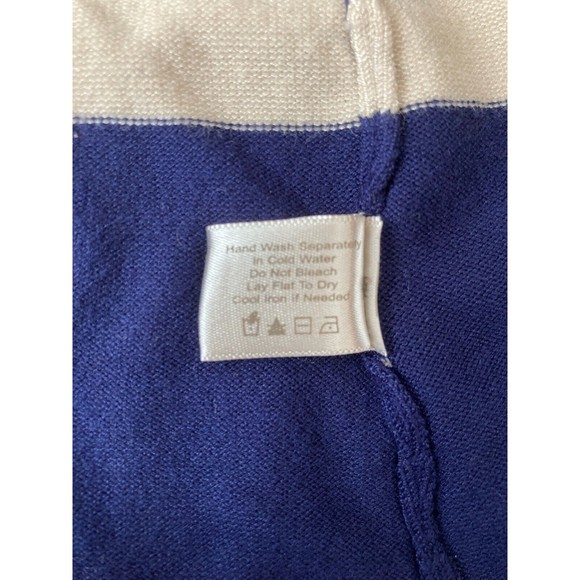 Hand Wash Separately
In Cold Water
Do Not Bleach
Lay Flat To Dry
Cool Iron if Needed